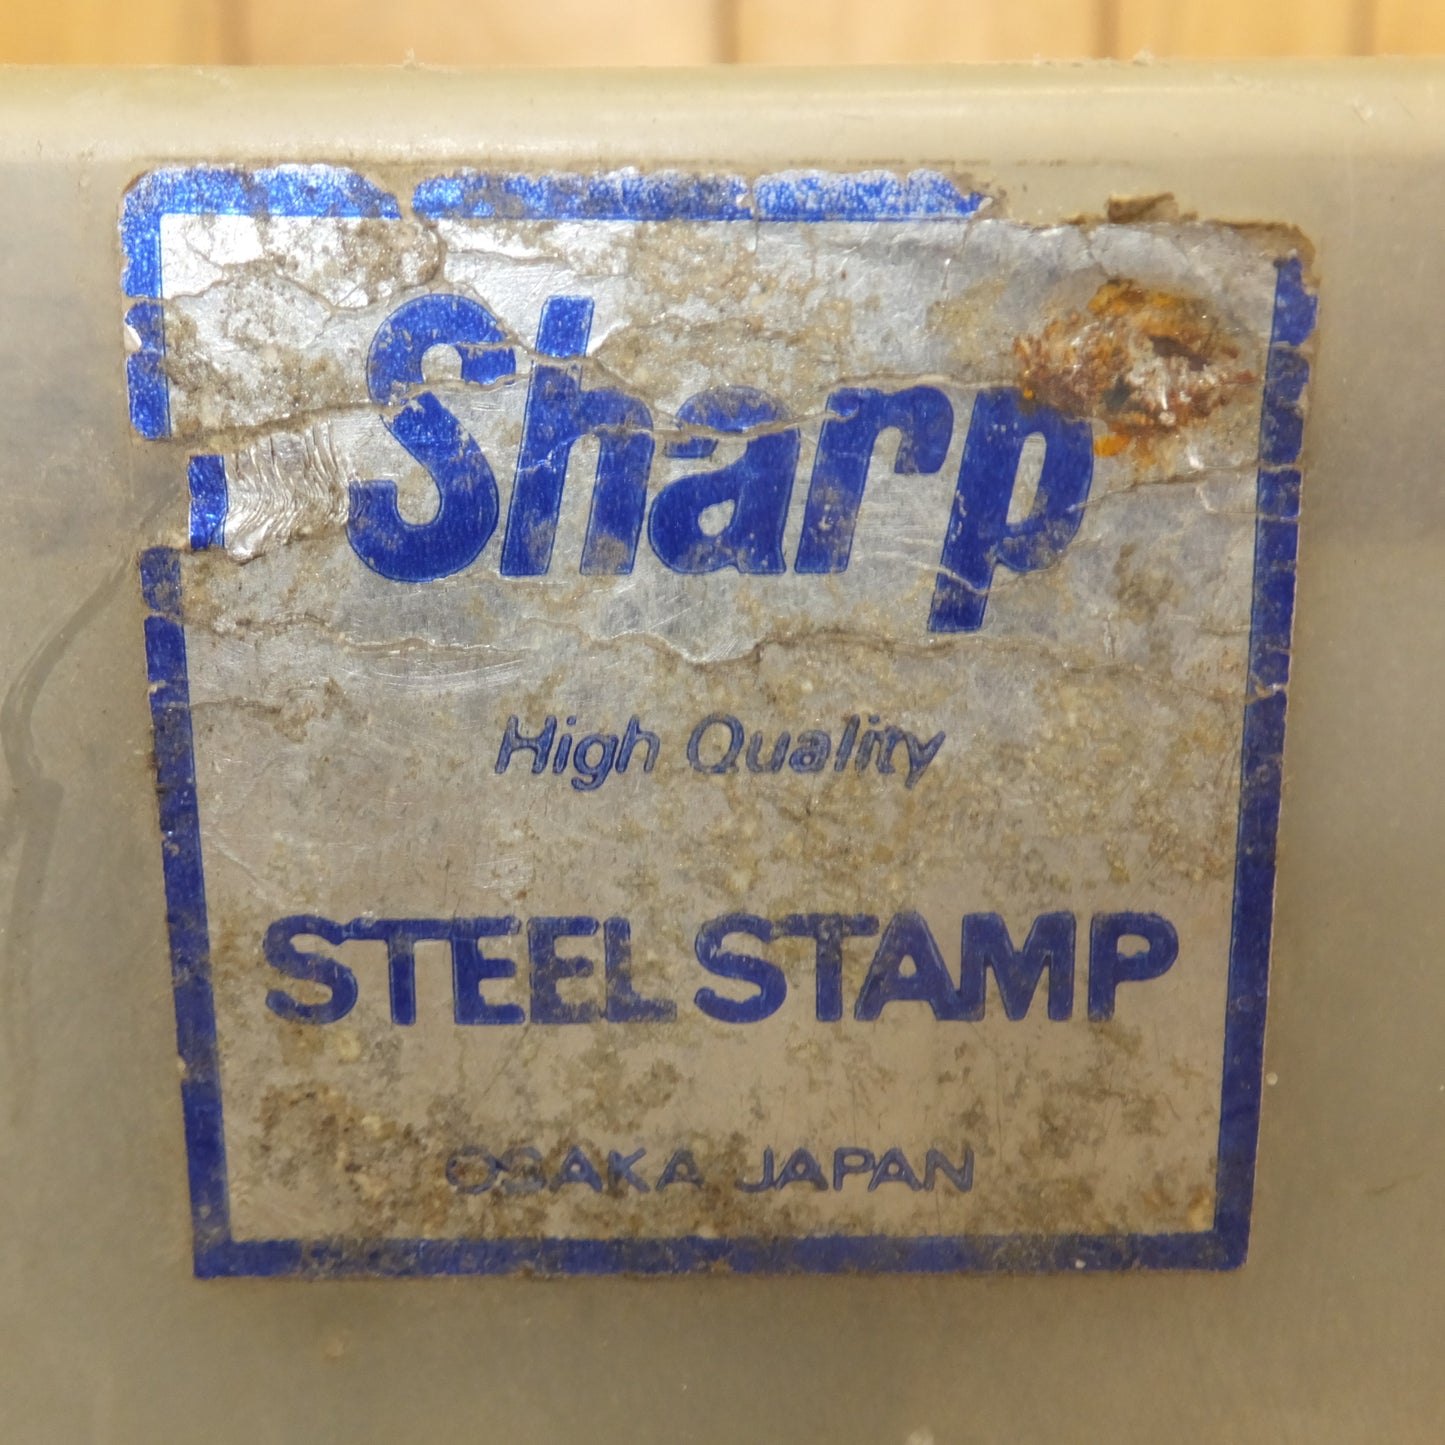 Sharp
High Quality
STEEL STAMP
OSAKA JAPAN